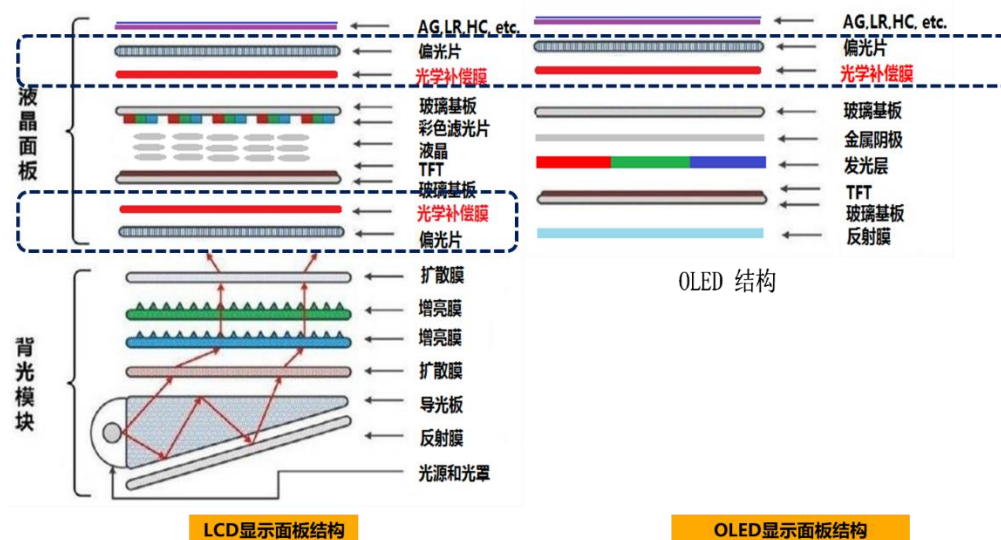 液晶面板
AG,LR,HC, etc.
偏光片
光学补偿膜
玻璃基板
彩色滤光片
液晶
TFT
玻璃基板
光学补偿膜
偏光片
背光模块
扩散膜
增亮膜
增亮膜
扩散膜
导光板
反射膜
光源和光罩
LCD显示面板结构
AG,LR,HC, etc.
偏光片
光学补偿膜
玻璃基板
金属阴极
发光层
TFT
玻璃基板
反射膜
OLED 结构
OLED显示面板结构